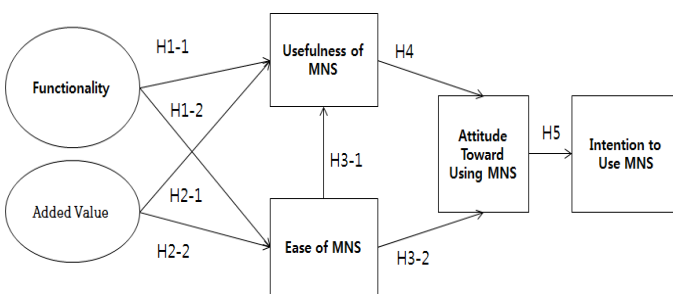 H1-1
Usefulness of
MNS
H4
Functionality
H1-2
Attitude
Toward
Using MNS
H5
Intention to
Use MNS
H3-1
Added Value
H2-1
H2-2
Ease of MNS
H3-2